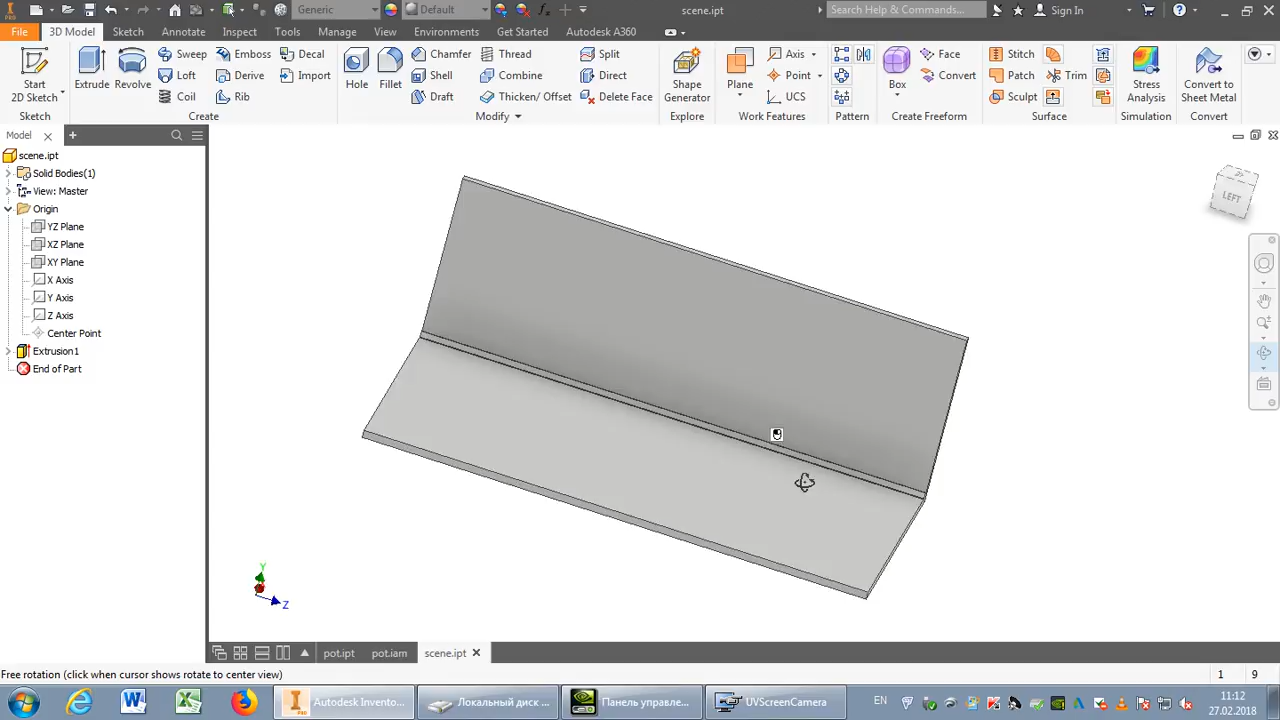 Generic Default scene.ipt Search Help & Commands... Sign In
File 3D Model Sketch Annotate Inspect Tools Manage View Environments Get Started Autodesk A360
Start 2D Sketch
Sketch
Extrude Revolve Sweep Emboss Decal
Loft Derive Import
Coil Rib
Create
Hole Fillet Chamfer Thread Split
Shell Combine Direct
Draft Thicken/ Offset Delete Face
Modify
Shape Generator
Explore
Plane Axis
Point
UCS
Work Features
Pattern
Box Face
Convert
Create Freeform
Stitch
Patch Trim
Sculpt
Surface
Stress Analysis
Simulation
Convert to Sheet Metal
Convert
Model
scene.ipt
Solid Bodies(1)
View: Master
Origin
YZ Plane
XZ Plane
XY Plane
X Axis
Y Axis
Z Axis
Center Point
Extrusion1
End of Part
LEFT
Y
Z
pot.ipt pot.iam scene.ipt
Free rotation (click when cursor shows rotate to center view) 1 9
Autodesk Invento... Локальный диск ... Панель управле... UVScreenCamera EN 11:12
27.02.2018